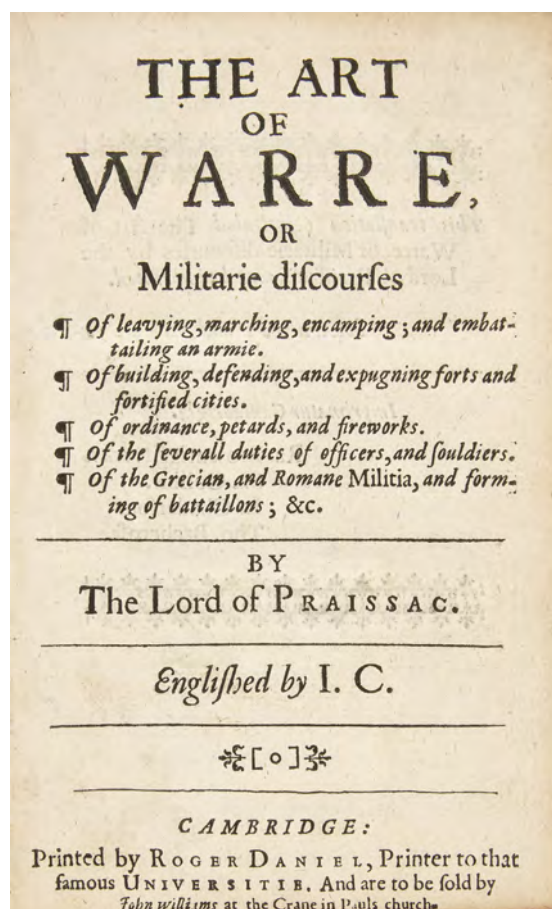 THE ART
OF
WARRE,
OR
Militarie diſcourſes
¶ Of leavying, marching, encamping; and embat-
tailing an armie.
¶ Of building, defending, and expugning forts and
fortified cities.
¶ Of ordinance, petards, and fireworks.
¶ Of the ſeverall duties of officers, and ſouldiers.
¶ Of the Grecian, and Romane Militia, and form-
ing of battaillons; &c.
BY
The Lord of PRAISSAC.
Engliſhed by I. C.
[o]
CAMBRIDGE:
Printed by ROGER DANIEL, Printer to that
famous UNIVERSITIE. And are to be ſold by
John Williams at the Crane in Pauls church-